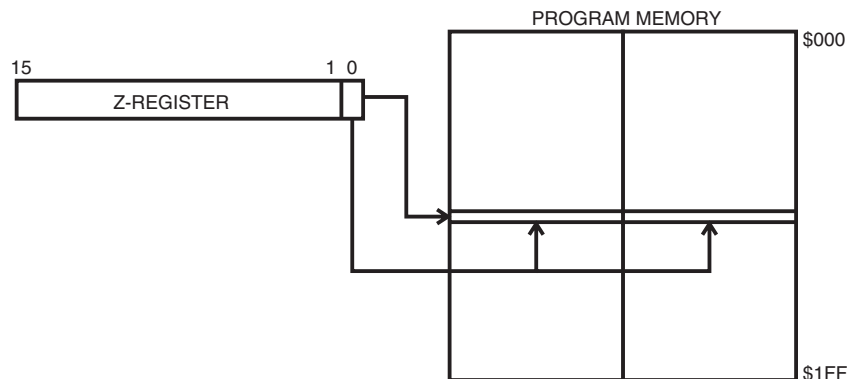 PROGRAM MEMORY
$000
15 1 0
Z-REGISTER
$1FF